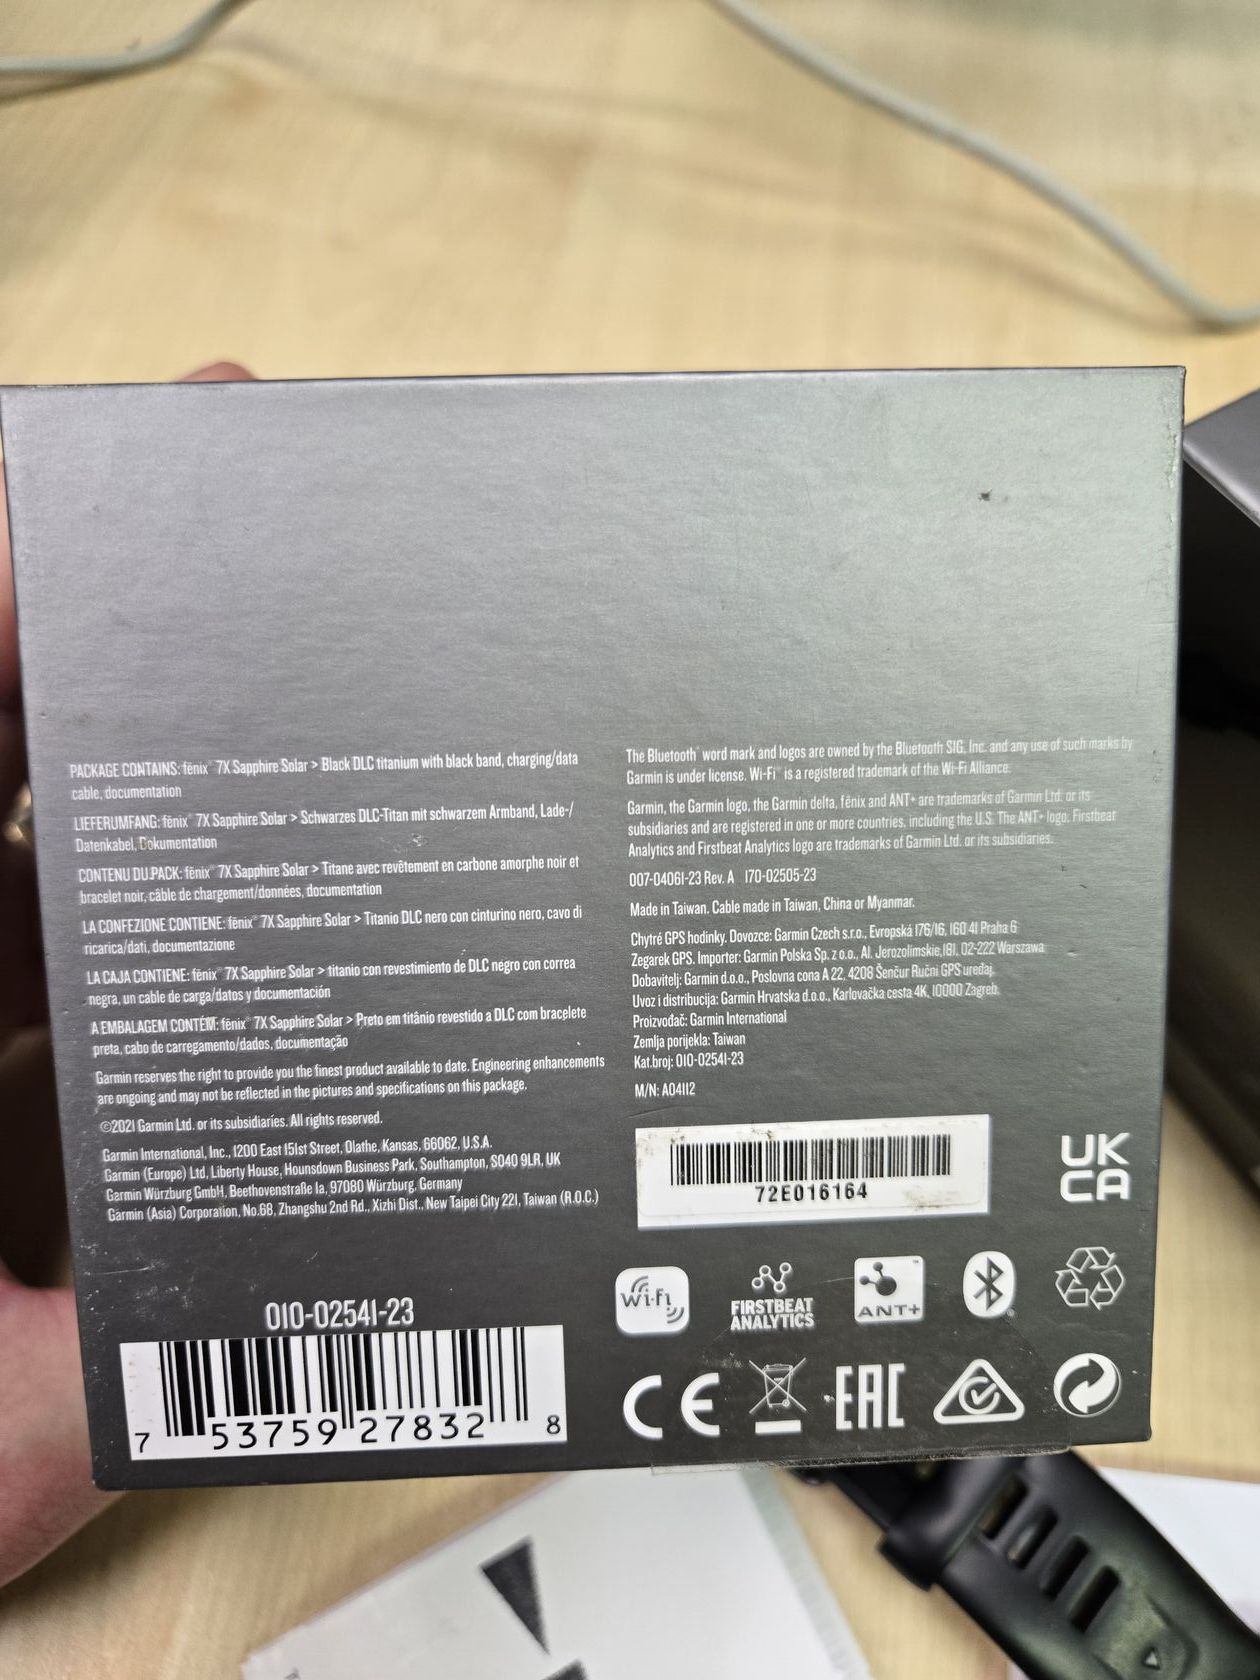 PACKAGE CONTAINS: fēnix® 7X Sapphire Solar > Black DLC titanium with black band, charging/data
cable, documentation
LIEFERUMFANG: fēnix® 7X Sapphire Solar > Schwarzes DLC-Titan mit schwarzem Armband, Lade-/
Datenkabel, Dokumentation
CONTENU DU PACK: fēnix® 7X Sapphire Solar > Titane avec revêtement en carbone amorphe noir et
bracelet noir, câble de chargement/données, documentation
LA CONFEZIONE CONTIENE: fēnix® 7X Sapphire Solar > Titanio DLC nero con cinturino nero, cavo di
ricarica/dati, documentazione
LA CAJA CONTIENE: fēnix® 7X Sapphire Solar > titanio con revestimiento de DLC negro con correa
negra, un cable de carga/datos y documentación
A EMBALAGEM CONTÉM: fēnix® 7X Sapphire Solar > Preto em titânio revestido a DLC com bracelete
preta, cabo de carregamento/dados, documentação
Garmin reserves the right to provide you the finest product available to date. Engineering enhancements
are ongoing and may not be reflected in the pictures and specifications on this package.
©2021 Garmin Ltd. or its subsidiaries. All rights reserved.
Garmin International, Inc., 1200 East 151st Street, Olathe, Kansas, 66062, U.S.A.
Garmin (Europe) Ltd, Liberty House, Hounsdown Business Park, Southampton, SO40 9LR, UK
Garmin Würzburg GmbH, Beethovenstraße 1a, 97080 Würzburg, Germany
Garmin (Asia) Corporation, No.68, Zhangshu 2nd Rd., Xizhi Dist., New Taipei City 221, Taiwan (R.O.C.)
010-02541-23
7 53759 27832 8
The Bluetooth® word mark and logos are owned by the Bluetooth SIG, Inc. and any use of such marks by
Garmin is under license. Wi-Fi® is a registered trademark of the Wi-Fi Alliance.
Garmin, the Garmin logo, the Garmin delta, fēnix and ANT+ are trademarks of Garmin Ltd. or its
subsidiaries and are registered in one or more countries, including the U.S. The ANT+ logo, Firstbeat
Analytics and Firstbeat Analytics logo are trademarks of Garmin Ltd. or its subsidiaries.
007-04061-23 Rev. A 170-02505-23
Made in Taiwan. Cable made in Taiwan, China or Myanmar.
Chytré GPS hodinky. Dovozce: Garmin Czech s.r.o., Evropská 176/16, 160 41 Praha 6
Zegarek GPS. Importer: Garmin Polska Sp. z o.o., Al. Jerozolimskie 181, 02-222 Warszawa
Dobavitelj: Garmin d.o.o., Poslovna cona A 22, 4208 Šenčur Ručni GPS uređaj.
Uvoz i distribucija: Garmin Hrvatska d.o.o., Karlovačka cesta 4K, 10000 Zagreb.
Proizvođač: Garmin International
Zemlja porijekla: Taiwan
Kat.broj: 010-02541-23
M/N: A04112
72E016164
UK
CA
Wi-Fi
FIRSTBEAT
ANALYTICS
ANT+™
CE
EAC